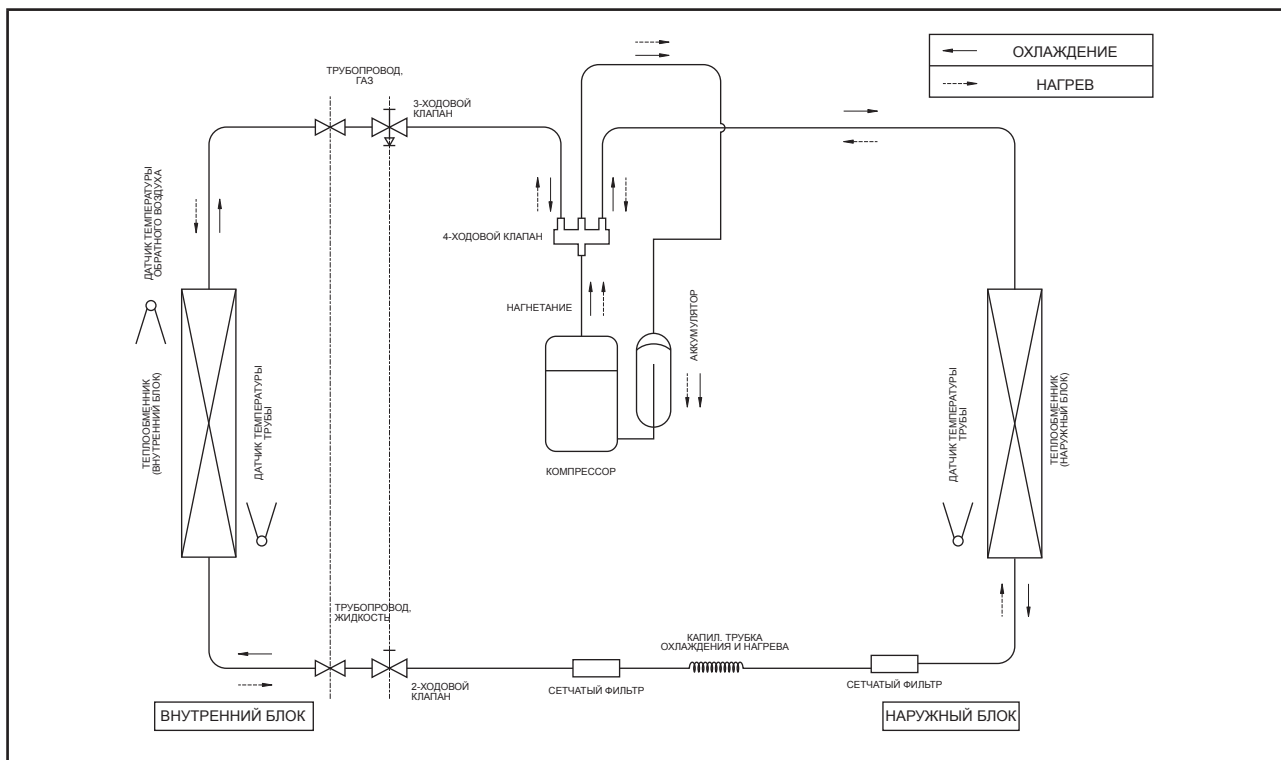 ОХЛАЖДЕНИЕ
НАГРЕВ
ТРУБОПРОВОД,
ГАЗ
3-ХОДОВОЙ
КЛАПАН
ДАТЧИК ТЕМПЕРАТУРЫ
ОБРАТНОГО ВОЗДУХА
4-ХОДОВОЙ КЛАПАН
НАГНЕТАНИЕ
АККУМУЛЯТОР
ТЕПЛООБМЕННИК
(ВНУТРЕННИЙ БЛОК)
ДАТЧИК ТЕМПЕРАТУРЫ
ТРУБЫ
КОМПРЕССОР
ДАТЧИК ТЕМПЕРАТУРЫ
ТРУБЫ
ТЕПЛООБМЕННИК
(НАРУЖНЫЙ БЛОК)
ТРУБОПРОВОД,
ЖИДКОСТЬ
2-ХОДОВОЙ
КЛАПАН
СЕТЧАТЫЙ ФИЛЬТР
КАПИЛ. ТРУБКА
ОХЛАЖДЕНИЯ И НАГРЕВА
СЕТЧАТЫЙ ФИЛЬТР
ВНУТРЕННИЙ БЛОК
НАРУЖНЫЙ БЛОК